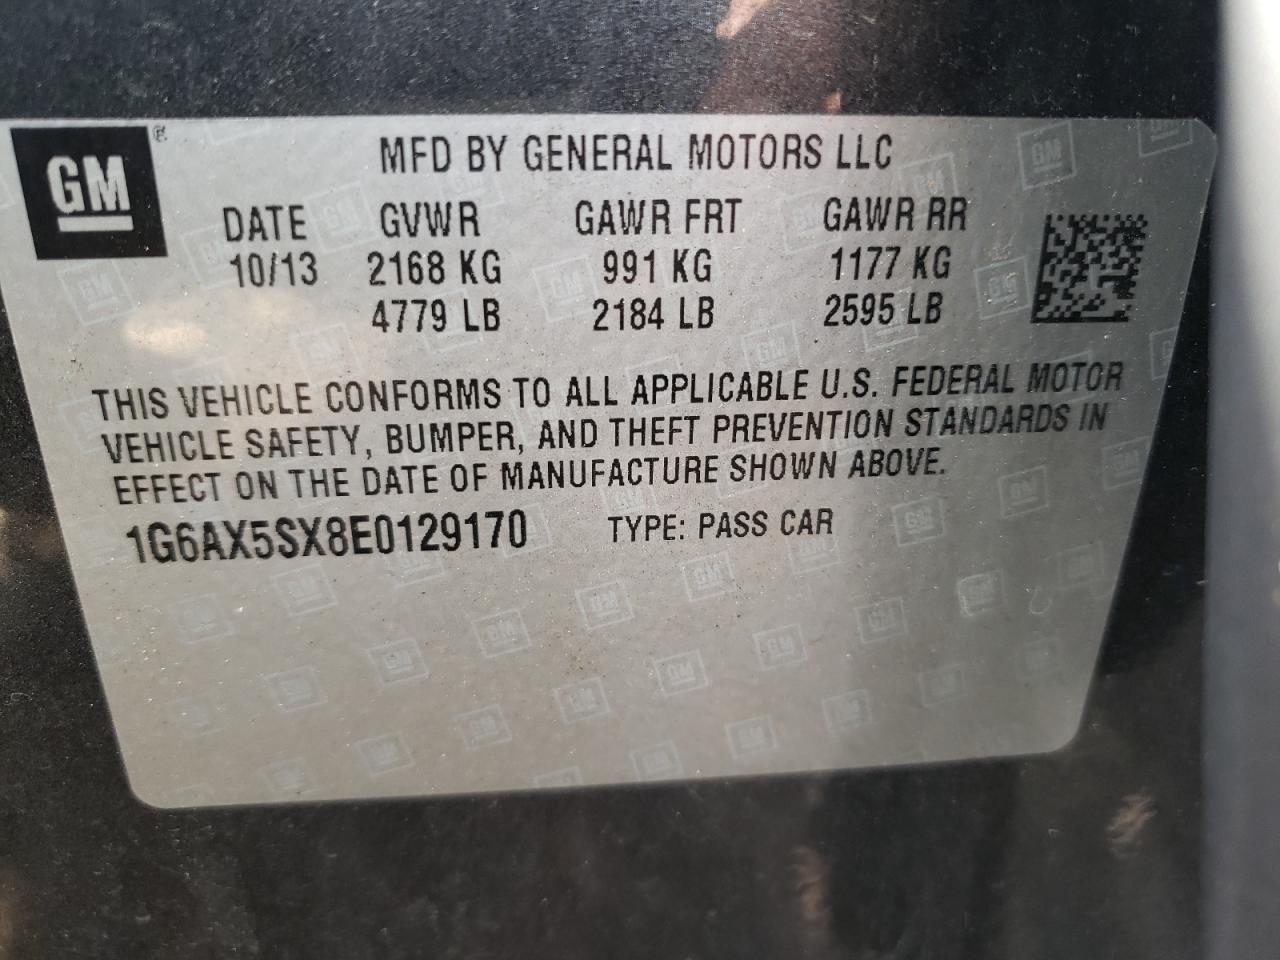 GM
MFD BY GENERAL MOTORS LLC
DATE GVWR GAWR FRT GAWR RR
10/13 2168 KG 991 KG 1177 KG
4779 LB 2184 LB 2595 LB
THIS VEHICLE CONFORMS TO ALL APPLICABLE U.S. FEDERAL MOTOR
VEHICLE SAFETY, BUMPER, AND THEFT PREVENTION STANDARDS IN
EFFECT ON THE DATE OF MANUFACTURE SHOWN ABOVE.
1G6AX5SX8E0129170 TYPE: PASS CAR